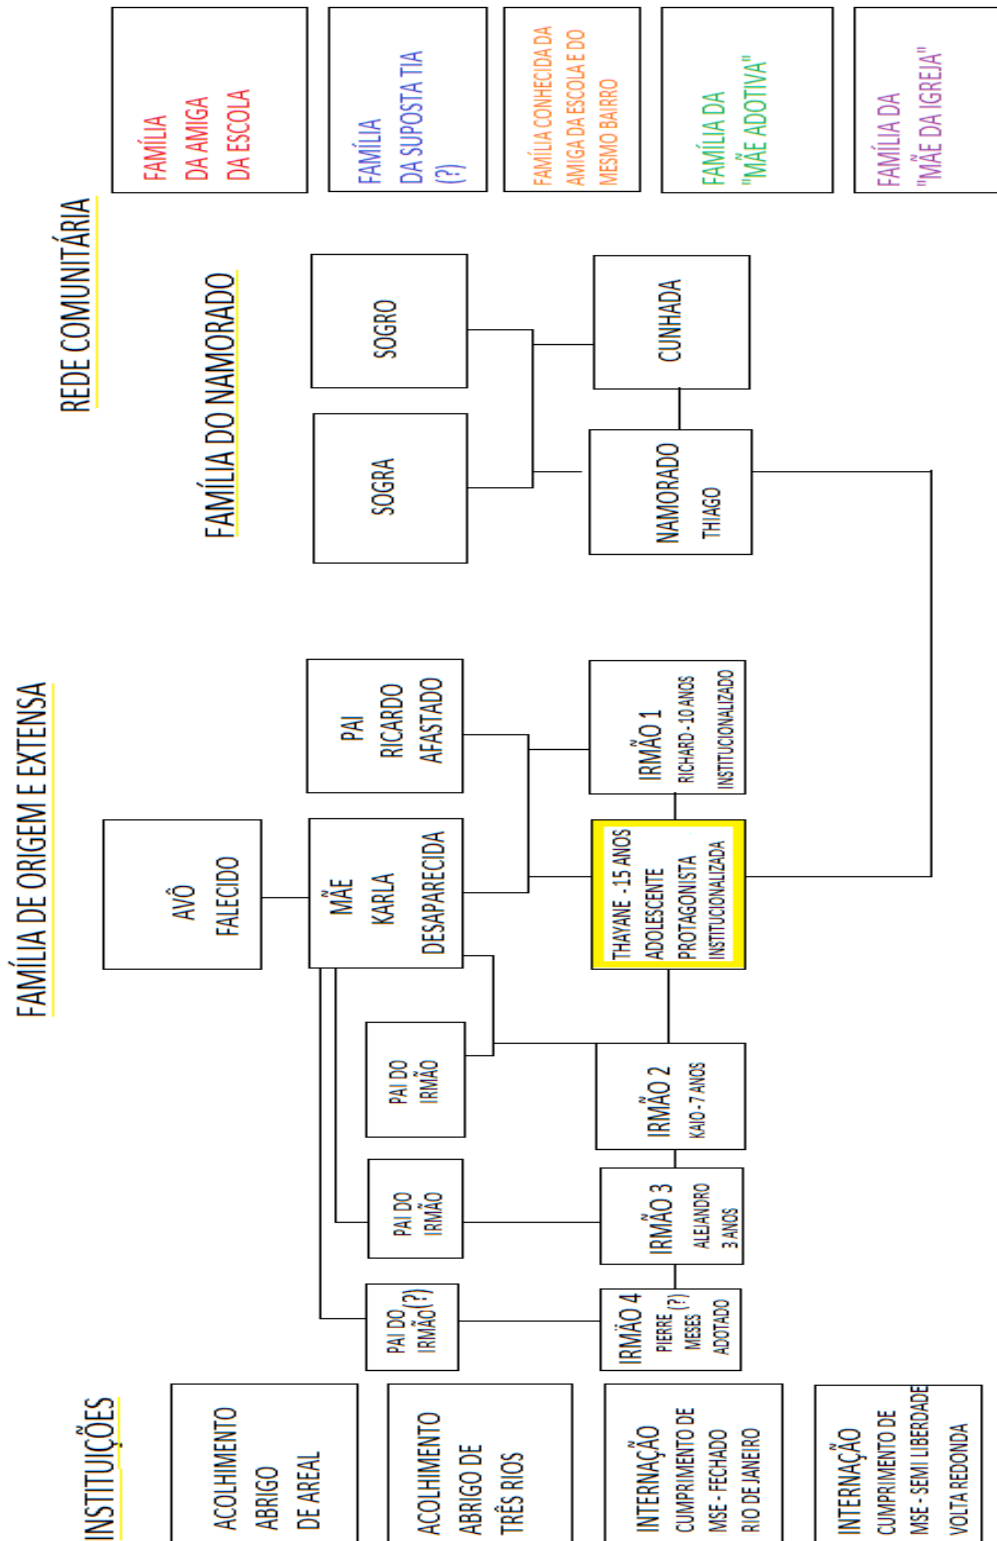 INSTITUIÇÕES
ACOLHIMENTO
ABRIGO
DE AREAL
ACOLHIMENTO
ABRIGO DE
TRÊS RIOS
INTERNAÇÃO
CUMPRIMENTO DE
MSE - FECHADO
RIO DE JANEIRO
INTERNAÇÃO
CUMPRIMENTO DE
MSE - SEMI LIBERDADE
VOLTA REDONDA
FAMÍLIA DE ORIGEM E EXTENSA
AVÔ
FALECIDO
PAI DO
IRMÃO(?)
PAI DO
IRMÃO
PAI DO
IRMÃO
MÃE
KARLA
DESAPARECIDA
PAI
RICARDO
AFASTADO
IRMÃO 4
PIERRE (?)
MESES
ADOTADO
IRMÃO 3
ALEJANDRO
3 ANOS
IRMÃO 2
KAIO - 7 ANOS
THAYANE - 15 ANOS
ADOLESCENTE
PROTAGONISTA
INSTITUCIONALIZADA
IRMÃO 1
RICHARD - 10 ANOS
INSTITUCIONALIZADO
FAMÍLIA DO NAMORADO
SOGRA
SOGRO
NAMORADO
THIAGO
CUNHADA
REDE COMUNITÁRIA
FAMÍLIA
DA AMIGA
DA ESCOLA
FAMÍLIA
DA SUPOSTA TIA
(?)
FAMÍLIA CONHECIDA DA
AMIGA DA ESCOLA E DO
MESMO BAIRRO
FAMÍLIA DA
"MÃE ADOTIVA"
FAMÍLIA DA
"MÃE DA IGREJA"